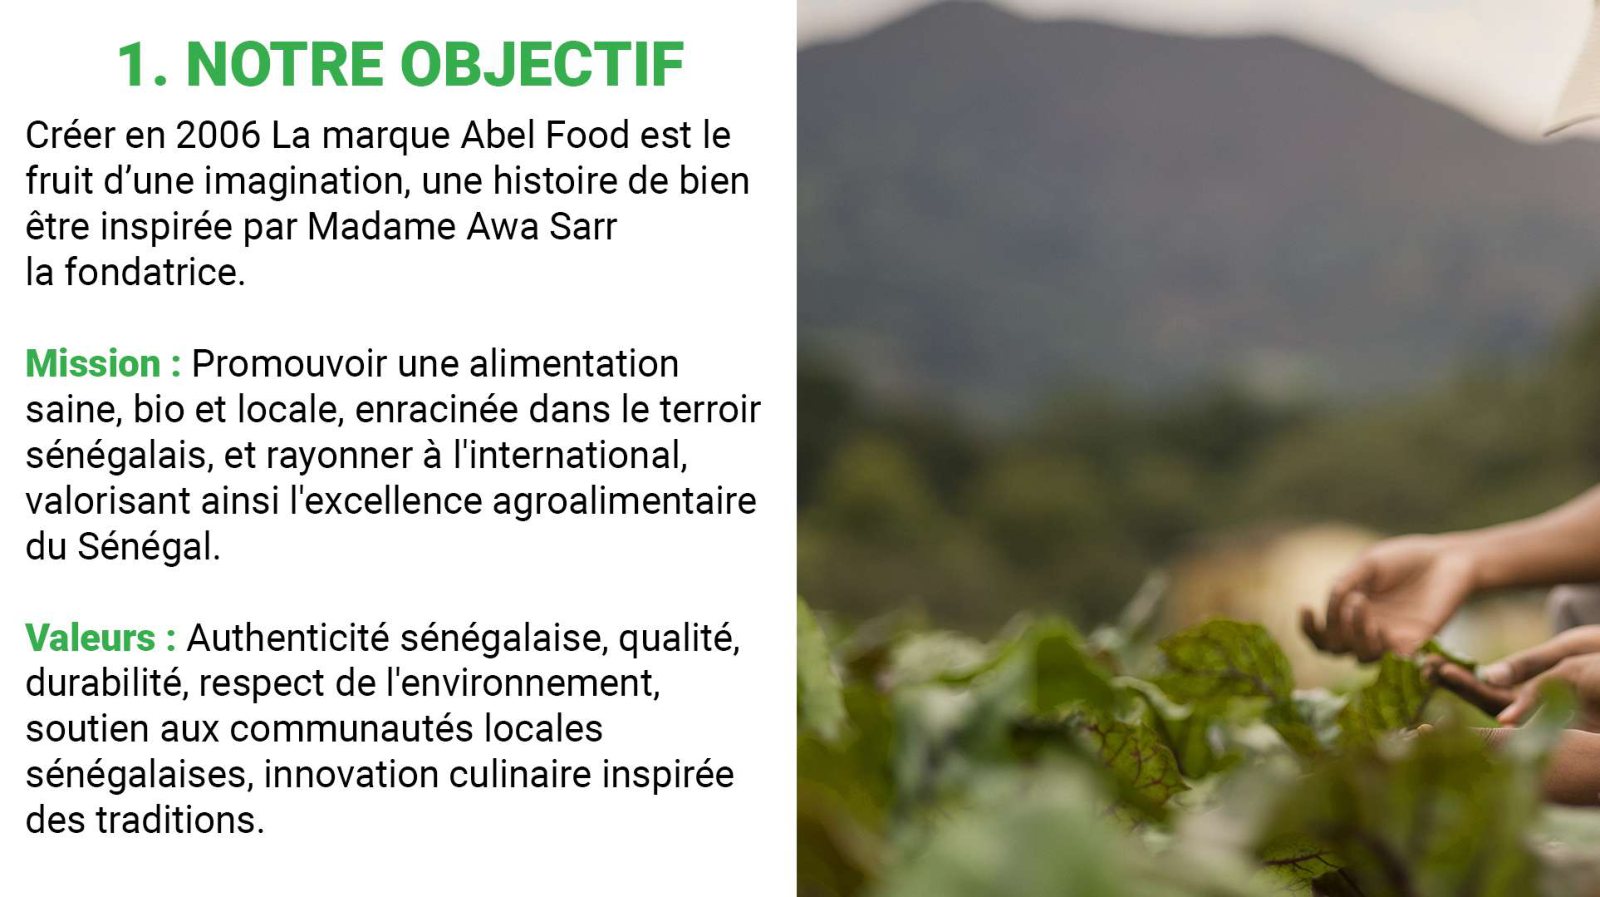 1. NOTRE OBJECTIF
Créer en 2006 La marque Abel Food est le
fruit d’une imagination, une histoire de bien
être inspirée par Madame Awa Sarr
la fondatrice.
Mission : Promouvoir une alimentation
saine, bio et locale, enracinée dans le terroir
sénégalais, et rayonner à l'international,
valorisant ainsi l'excellence agroalimentaire
du Sénégal.
Valeurs : Authenticité sénégalaise, qualité,
durabilité, respect de l'environnement,
soutien aux communautés locales
sénégalaises, innovation culinaire inspirée
des traditions.